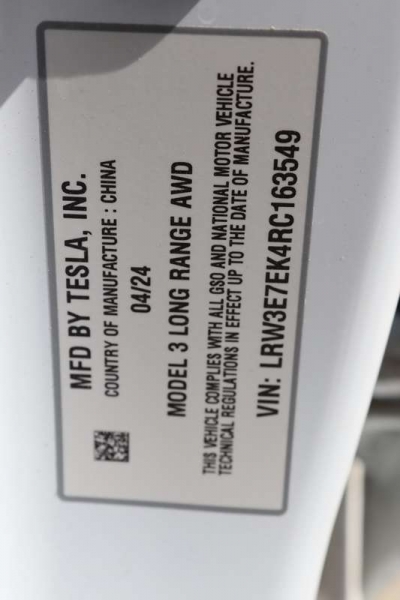 MFD BY TESLA, INC.
COUNTRY OF MANUFACTURE : CHINA
04/24
MODEL 3 LONG RANGE AWD
THIS VEHICLE COMPLIES WITH ALL GSO AND NATIONAL MOTOR VEHICLE
TECHNICAL REGULATIONS IN EFFECT UP TO THE DATE OF MANUFACTURE.
VIN: LRW3E7EK4RC163549